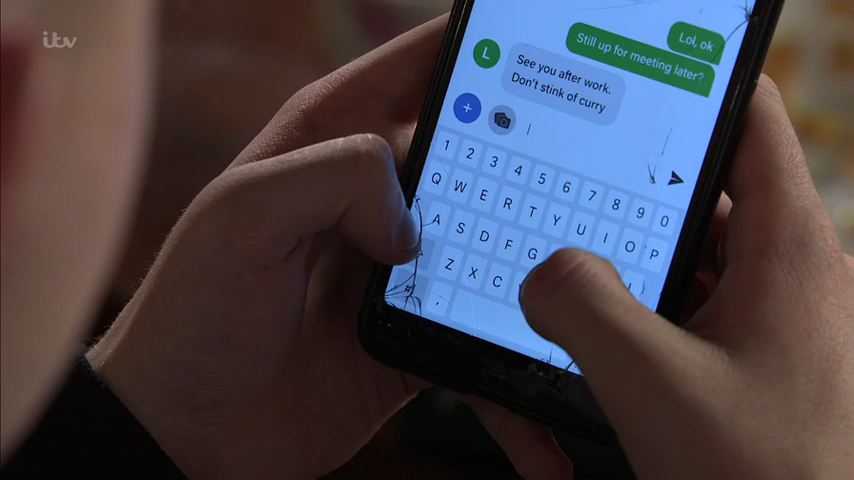 itv
Lol, ok
Still up for meeting later?
L
See you after work.
Don't stink of curry
+
1 2 3 4 5 6 7 8 9 0
Q W E R T Y U I O P
A S D F G
Z X C
,